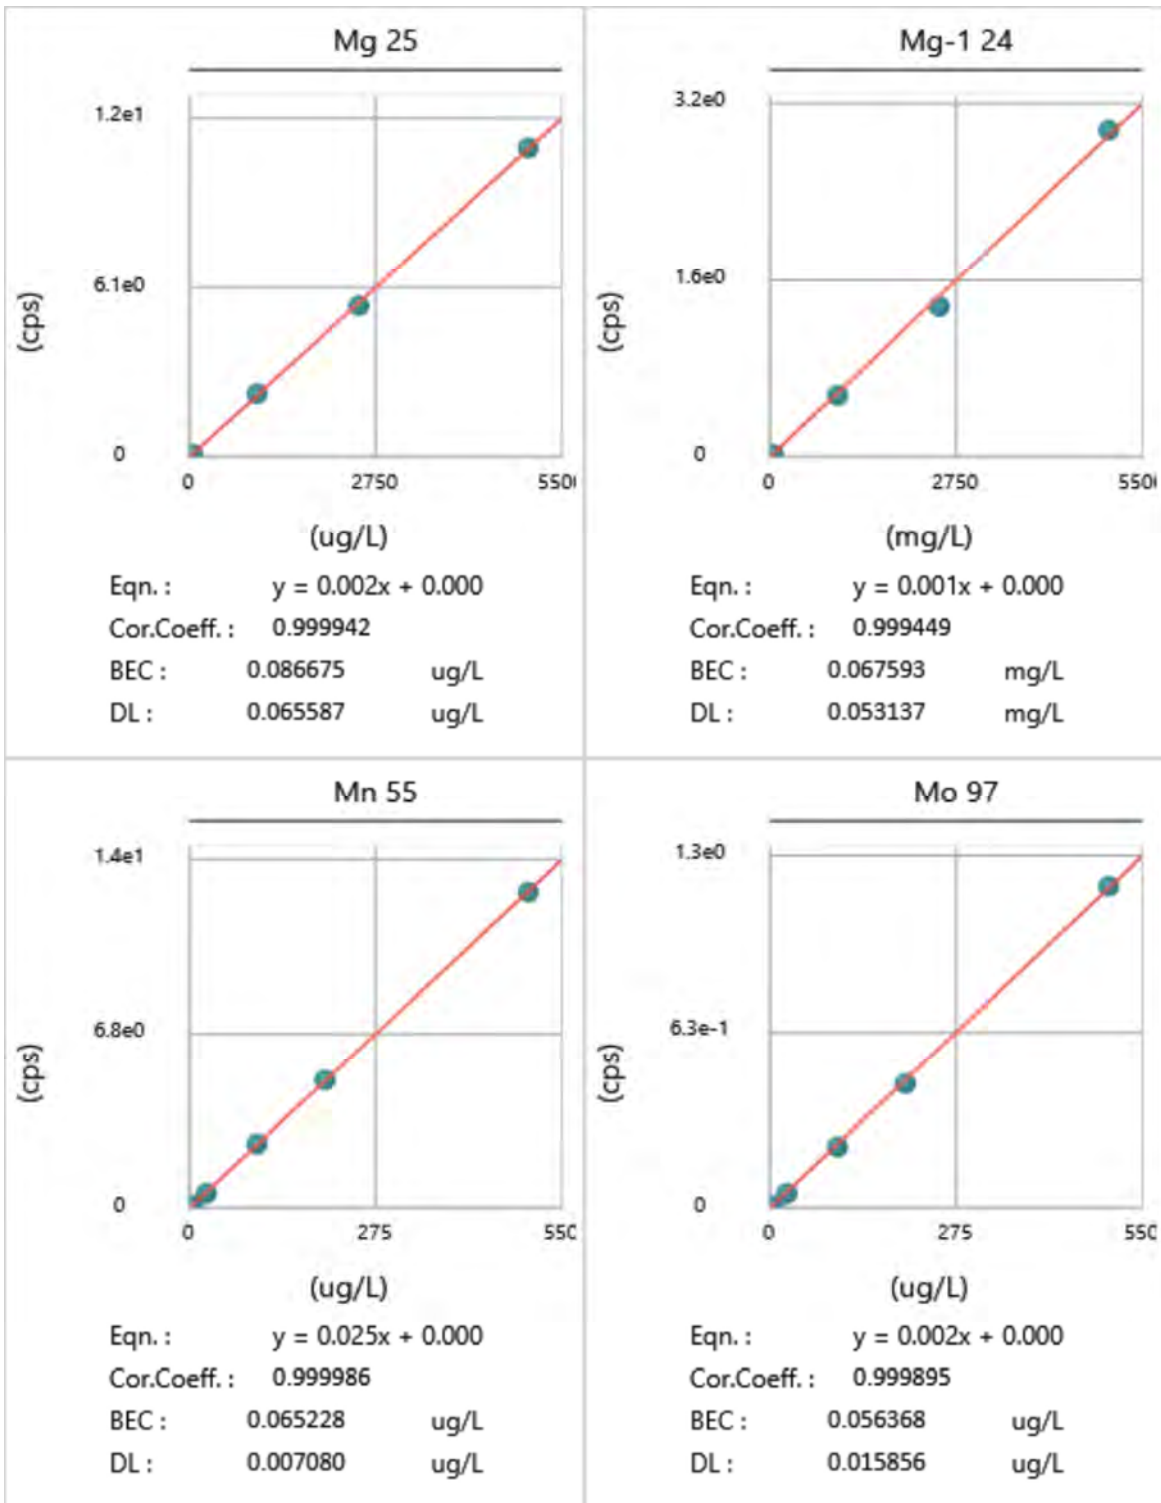 Mg 25
1.2e1
6.1e0
0
(cps)
0 2750 550
(ug/L)
Eqn. : y = 0.002x + 0.000
Cor.Coeff. : 0.999942
BEC : 0.086675 ug/L
DL : 0.065587 ug/L
Mg-1 24
3.2e0
1.6e0
0
(cps)
0 2750 550
(mg/L)
Eqn. : y = 0.001x + 0.000
Cor.Coeff. : 0.999449
BEC : 0.067593 mg/L
DL : 0.053137 mg/L
Mn 55
1.4e1
6.8e0
0
(cps)
0 275 550
(ug/L)
Eqn. : y = 0.025x + 0.000
Cor.Coeff. : 0.999986
BEC : 0.065228 ug/L
DL : 0.007080 ug/L
Mo 97
1.3e0
6.3e-1
0
(cps)
0 275 550
(ug/L)
Eqn. : y = 0.002x + 0.000
Cor.Coeff. : 0.999895
BEC : 0.056368 ug/L
DL : 0.015856 ug/L